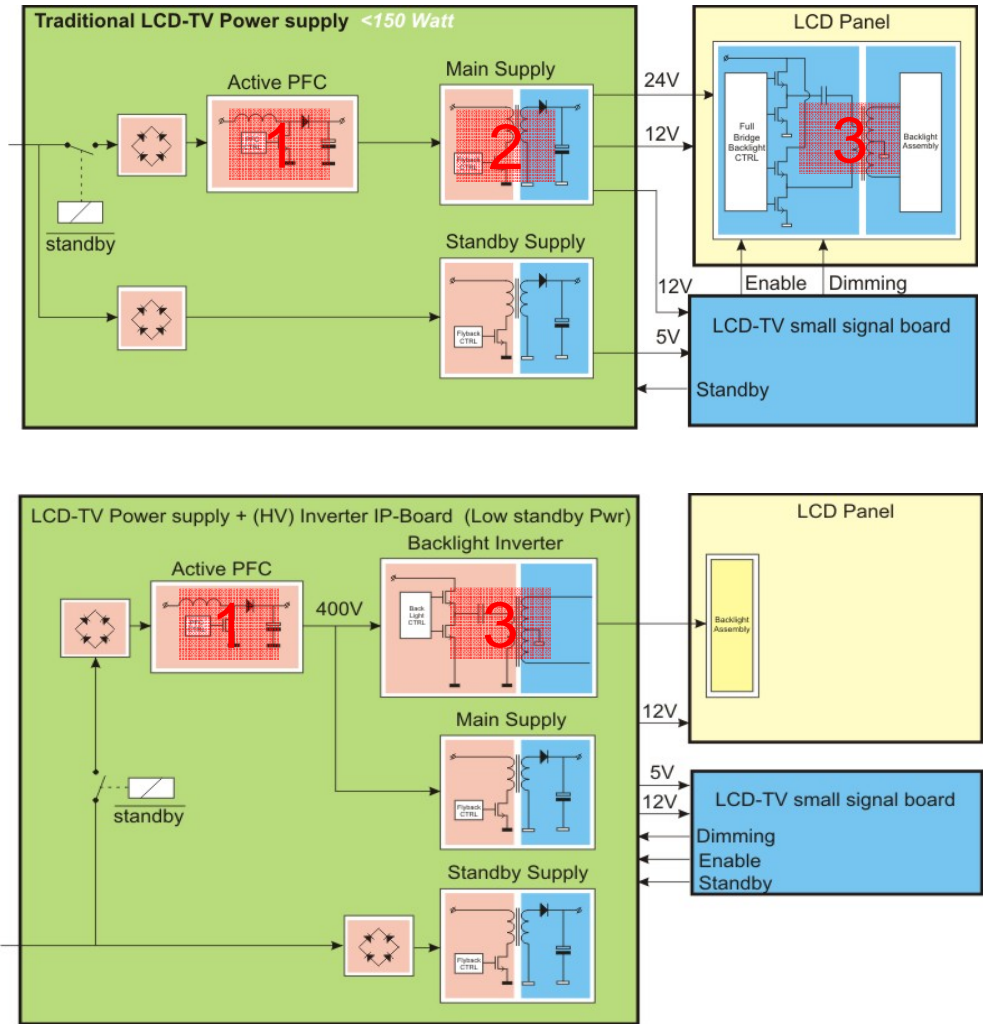 Traditional LCD-TV Power supply <150 Watt
LCD Panel
Active PFC
Main Supply
24V
12V
1
2
3
Flyback
CTRL
Full
Bridge
Backlight
CTRL
Backlight
Assembly
standby
Standby Supply
Flyback
CTRL
12V
5V
Enable
Dimming
LCD-TV small signal board
Standby
LCD-TV Power supply + (HV) Inverter IP-Board (Low standby Pwr)
LCD Panel
Backlight Inverter
Active PFC
400V
1
3
Back
Light
CTRL
Backlight
Assembly
Main Supply
12V
Flyback
CTRL
5V
12V
LCD-TV small signal board
Dimming
Enable
Standby
standby
Standby Supply
Flyback
CTRL